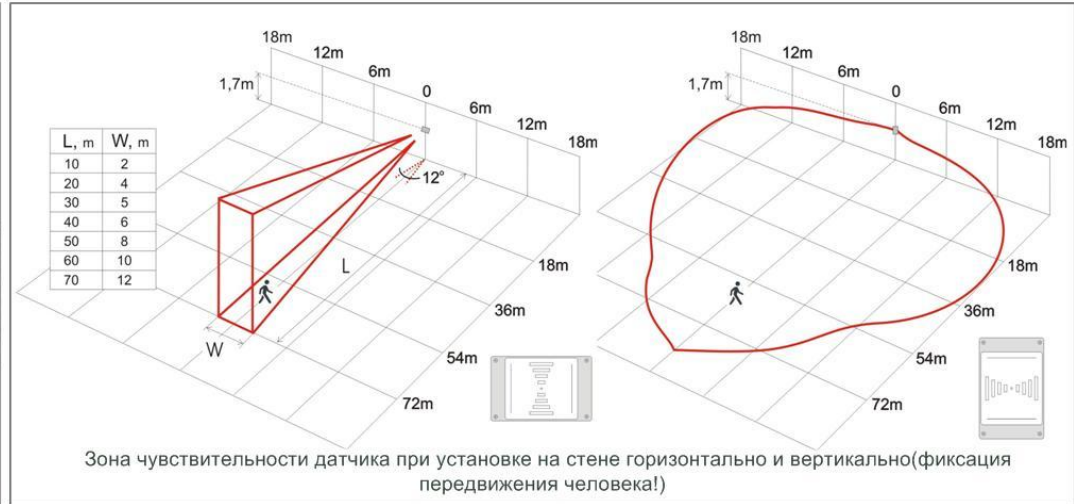 18m
12m
6m
0
6m
12m
18m
1,7m
L, m W, m
10 2
20 4
30 5
40 6
50 8
60 10
70 12
12°
L
W
18m
36m
54m
72m
18m
12m
6m
0
6m
12m
18m
1,7m
18m
36m
54m
72m
Зона чувствительности датчика при установке на стене горизонтально и вертикально(фиксация
передвижения человека!)